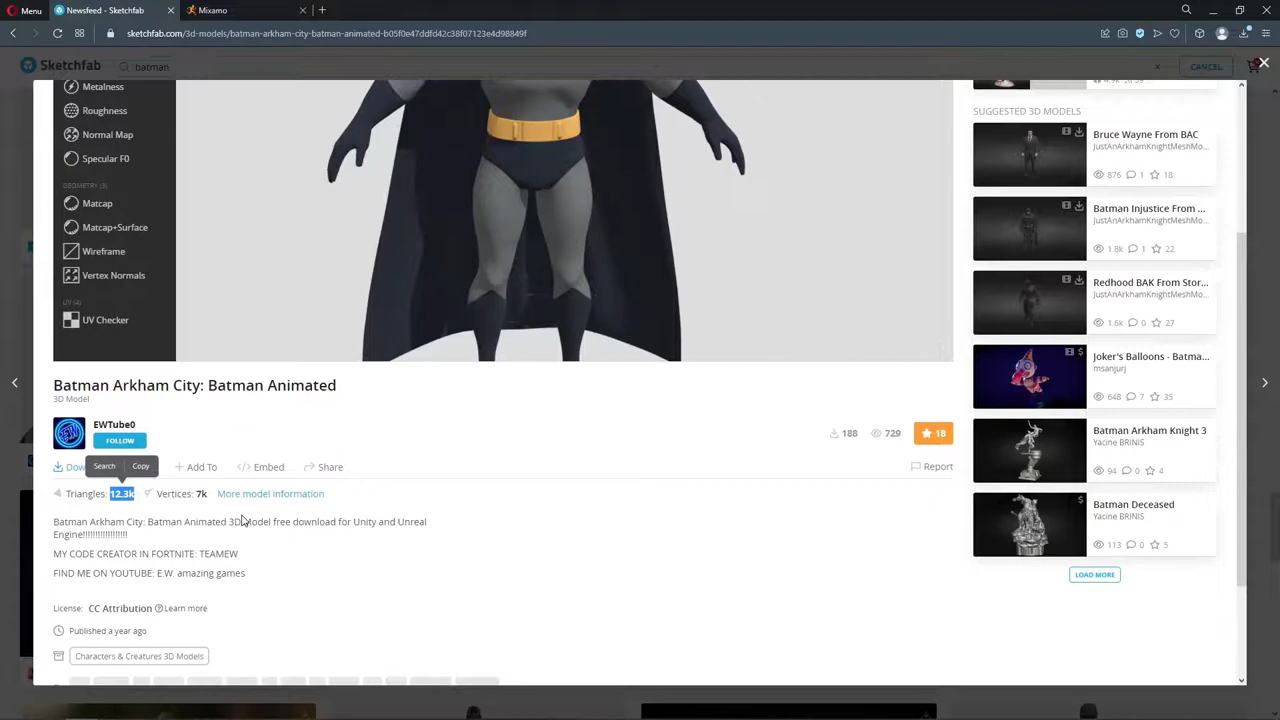 Menu
Newsfeed - Sketchfab
Mixamo
88
sketchfab.com/3d-models/batman-arkham-city-batman-animated-b05f0e47ddfd42c38f07123e4d98949f
Sketchfab
batman
CANCEL
Metalness
Roughness
Normal Map
Specular F0
GEOMETRY (3)
Matcap
Matcap+Surface
Wireframe
Vertex Normals
UV (4)
UV Checker
SUGGESTED 3D MODELS
Bruce Wayne From BAC
JustAnArkhamKnightMeshMo...
876 1 18
Batman Injustice From ...
JustAnArkhamKnightMeshMo...
1.8k 1 22
Redhood BAK From Stor...
JustAnArkhamKnightMeshMo...
1.6k 0 27
Joker's Balloons - Batma...
msanjurj
648 7 35
Batman Arkham Knight 3
Yacine BRINIS
94 0 4
Batman Deceased
Yacine BRINIS
113 0 5
LOAD MORE
Batman Arkham City: Batman Animated
3D Model
EWTube0
FOLLOW
188 729 18
Search Copy
Dow
Add To
Embed
Share
Report
Triangles: 12.3k Vertices: 7k More model information
Batman Arkham City: Batman Animated 3D Model free download for Unity and Unreal
Engine!!!!!!!!!!!!!!!!!!
MY CODE CREATOR IN FORTNITE: TEAMEW
FIND ME ON YOUTUBE: E.W. amazing games
License: CC Attribution Learn more
Published a year ago
Characters & Creatures 3D Models